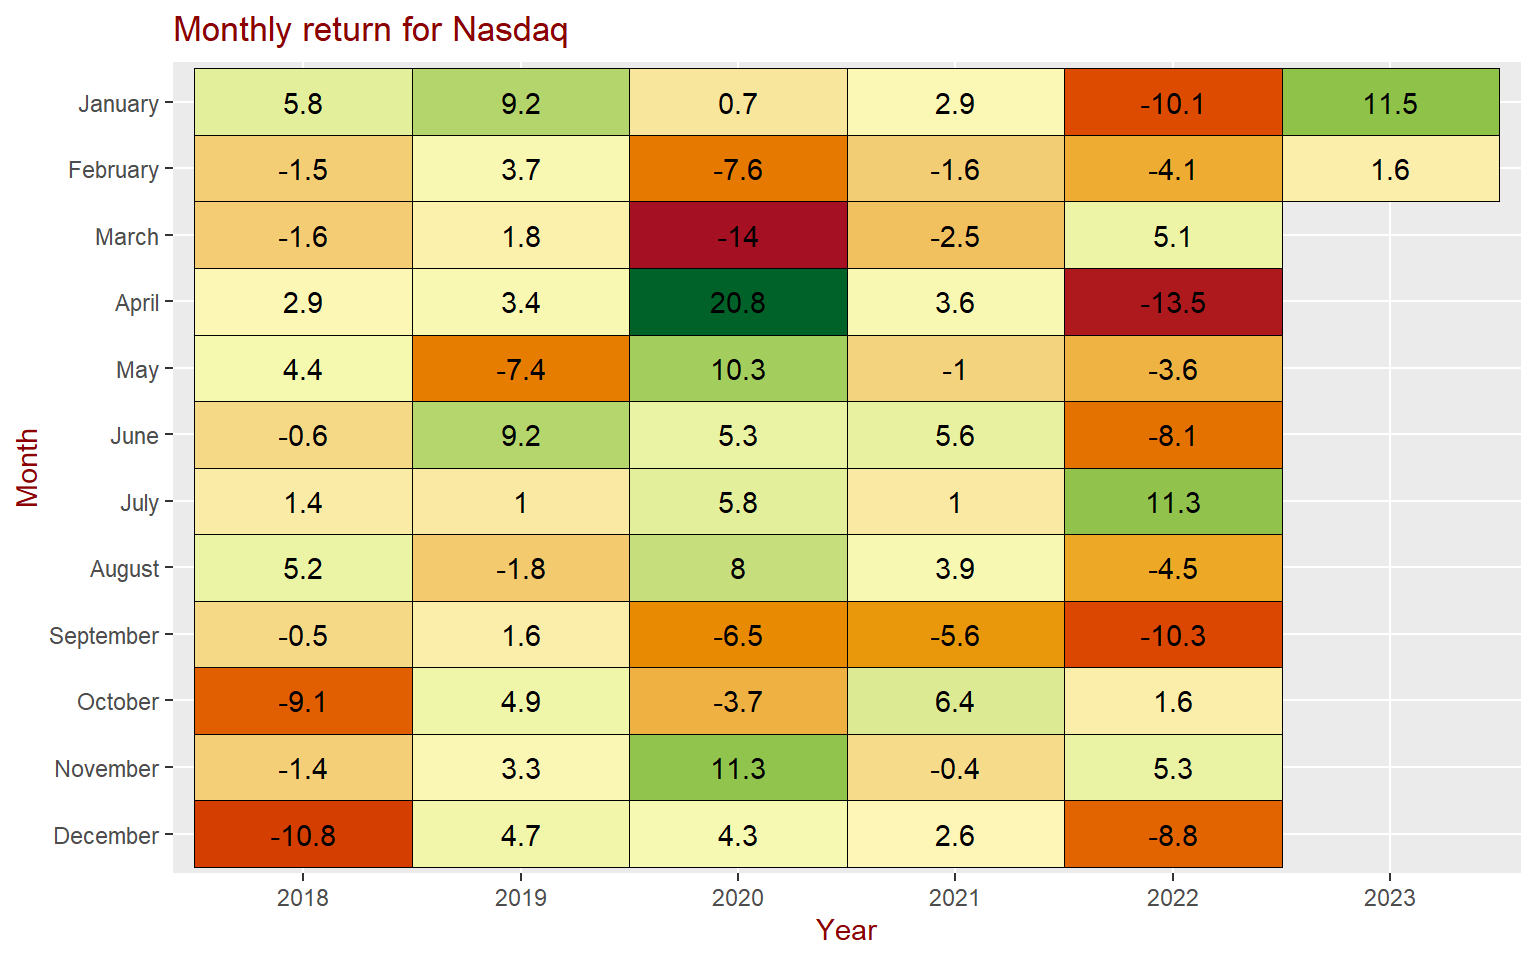 Monthly return for Nasdaq
January 5.8 9.2 0.7 2.9 -10.1 11.5
February -1.5 3.7 -7.6 -1.6 -4.1 1.6
March -1.6 1.8 -14 -2.5 5.1
April 2.9 3.4 20.8 3.6 -13.5
May 4.4 -7.4 10.3 -1 -3.6
June -0.6 9.2 5.3 5.6 -8.1
July 1.4 1 5.8 1 11.3
August 5.2 -1.8 8 3.9 -4.5
September -0.5 1.6 -6.5 -5.6 -10.3
October -9.1 4.9 -3.7 6.4 1.6
November -1.4 3.3 11.3 -0.4 5.3
December -10.8 4.7 4.3 2.6 -8.8
2018 2019 2020 2021 2022 2023
Year
Month